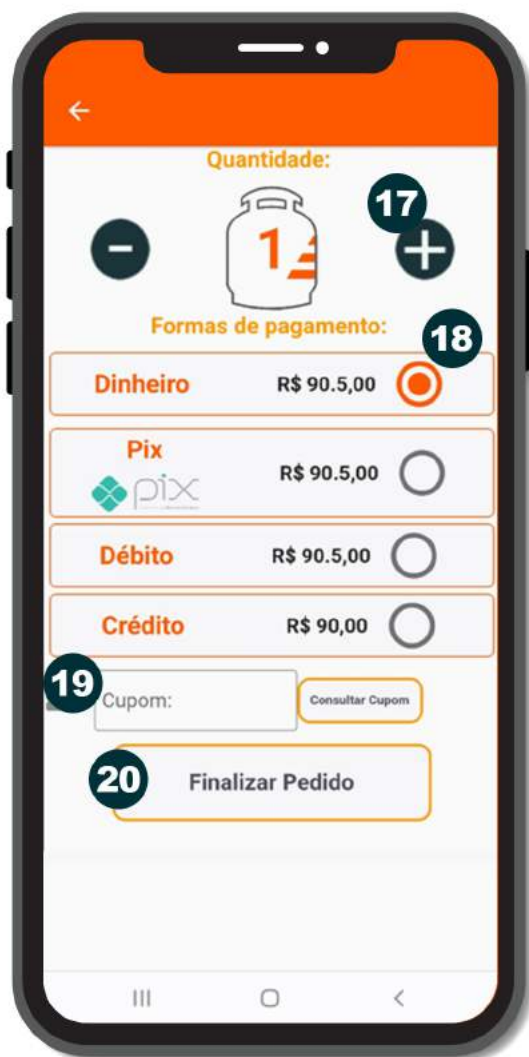 Quantidade:
17
1
Formas de pagamento:
18
Dinheiro R$ 90.5,00
Pix
pix
R$ 90.5,00
Débito R$ 90.5,00
Crédito R$ 90,00
19
Cupom: Consultar Cupom
20 Finalizar Pedido